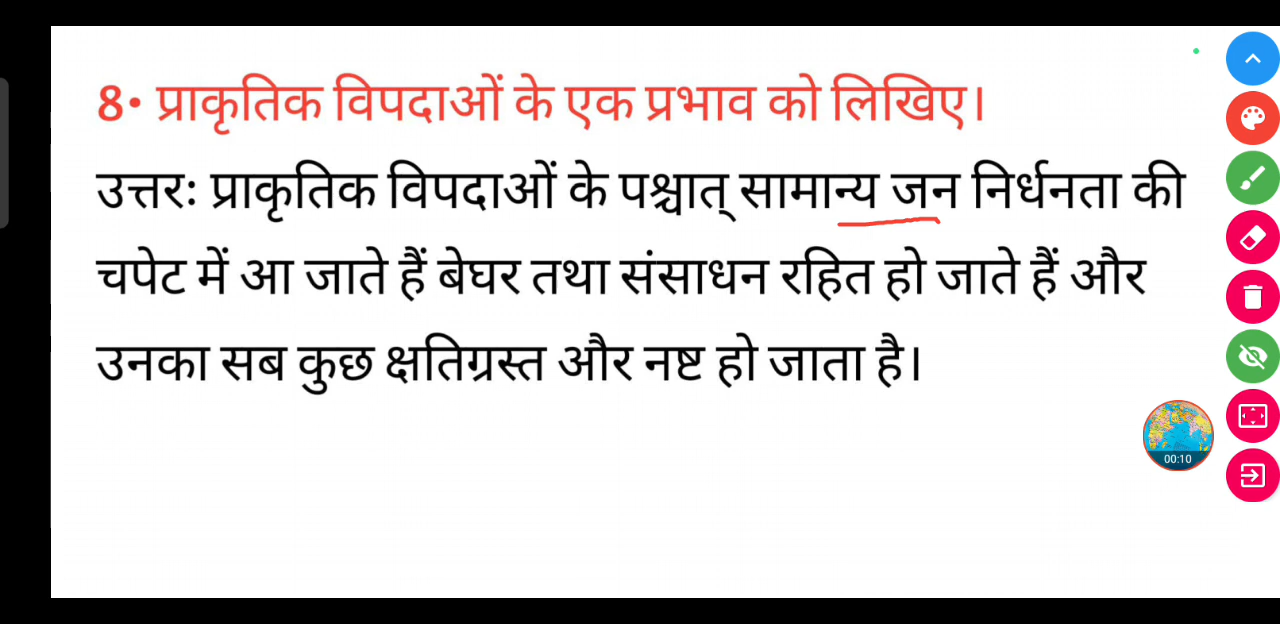 8• प्राकृतिक विपदाओं के एक प्रभाव को लिखिए।
उत्तरः प्राकृतिक विपदाओं के पश्चात् सामान्य जन निर्धनता की
चपेट में आ जाते हैं बेघर तथा संसाधन रहित हो जाते हैं और
उनका सब कुछ क्षतिग्रस्त और नष्ट हो जाता है।
00:10